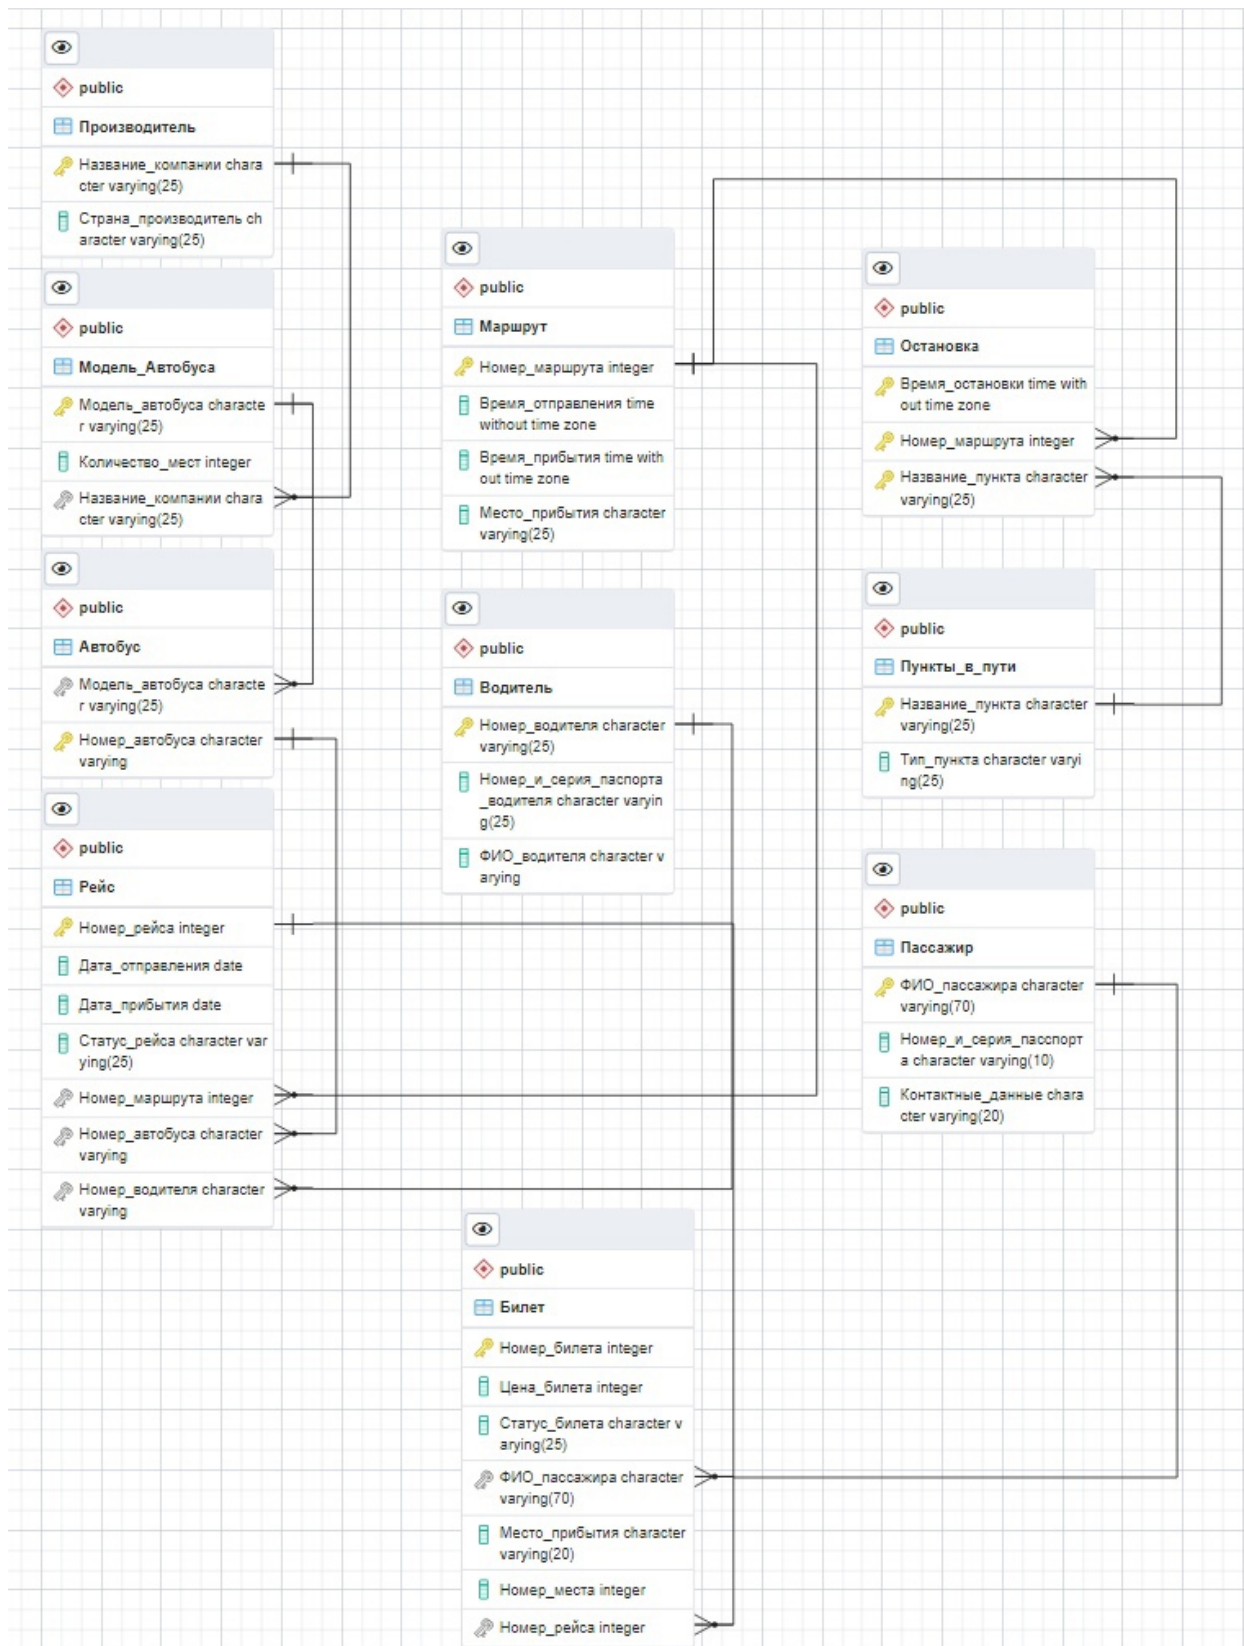 public
Производитель
Название_компании chara
cter varying(25)
Страна_производитель ch
aracter varying(25)
public
Модель_Автобуса
Модель_автобуса characte
r varying(25)
Количество_мест integer
Название_компании chara
cter varying(25)
public
Автобус
Модель_автобуса characte
r varying(25)
Номер_автобуса character
varying
public
Рейс
Номер_рейса integer
Дата_отправления date
Дата_прибытия date
Статус_рейса character var
ying(25)
Номер_маршрута integer
Номер_автобуса character
varying
Номер_водителя character
varying
public
Маршрут
Номер_маршрута integer
Время_отправления time
without time zone
Время_прибытия time with
out time zone
Место_прибытия character
varying(25)
public
Водитель
Номер_водителя character
varying(25)
Номер_и_серия_паспорта
_водителя character varyin
g(25)
ФИО_водителя character v
arying
public
Билет
Номер_билета integer
Цена_билета integer
Статус_билета character v
arying(25)
ФИО_пассажира character
varying(70)
Место_прибытия character
varying(20)
Номер_места integer
Номер_рейса integer
public
Остановка
Время_остановки time with
out time zone
Номер_маршрута integer
Название_пункта character
varying(25)
public
Пункты_в_пути
Название_пункта character
varying(25)
Тип_пункта character varyi
ng(25)
public
Пассажир
ФИО_пассажира character
varying(70)
Номер_и_серия_пасспорт
а character varying(10)
Контактные_данные chara
cter varying(20)